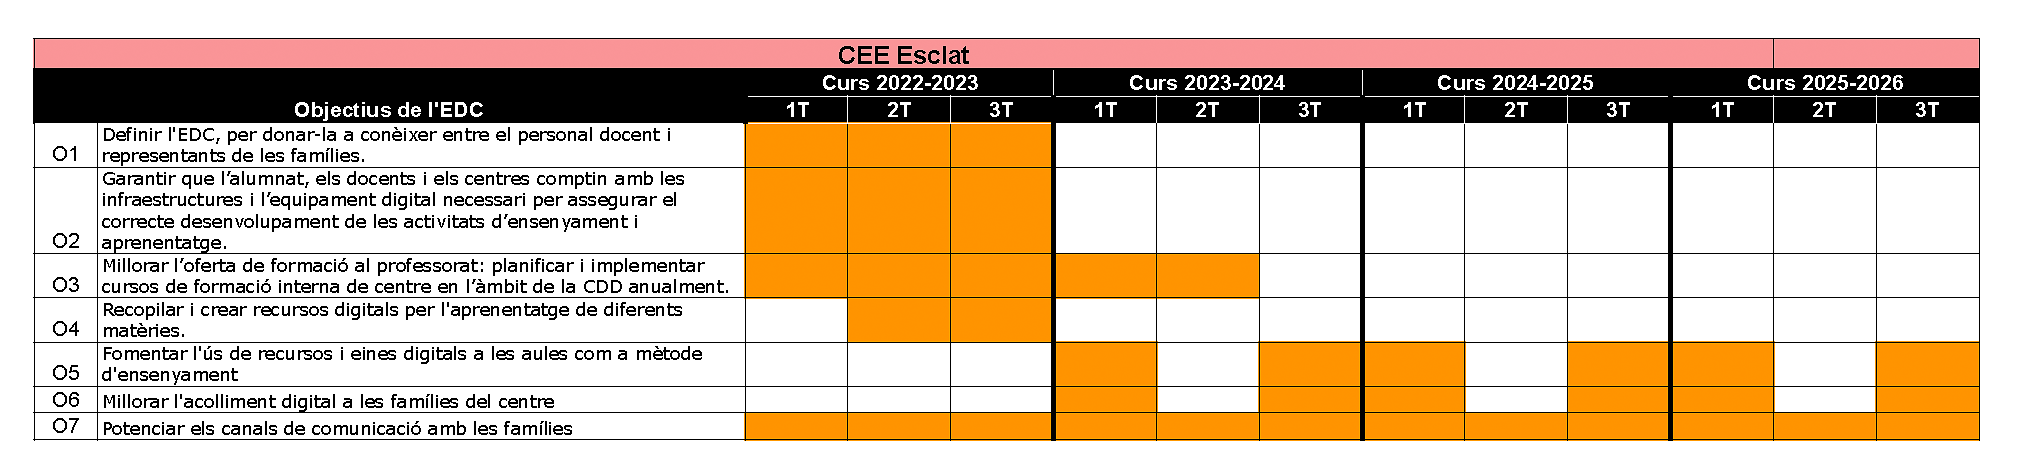 CEE Esclat
Curs 2022-2023 Curs 2023-2024 Curs 2024-2025 Curs 2025-2026
Objectius de l'EDC 1T 2T 3T 1T 2T 3T 1T 2T 3T 1T 2T 3T
Definir l'EDC, per donar-la a conèixer entre el personal docent i
O1 representants de les famílies.
Garantir que l’alumnat, els docents i els centres comptin amb les
infraestructures i l’equipament digital necessari per assegurar el
correcte desenvolupament de les activitats d’ensenyament i
O2 aprenentatge.
Millorar l’oferta de formació al professorat: planificar i implementar
O3 cursos de formació interna de centre en l’àmbit de la CDD anualment.
Recopilar i crear recursos digitals per l'aprenentatge de diferents
O4 matèries.
Fomentar l'ús de recursos i eines digitals a les aules com a mètode
O5 d'ensenyament
O6 Millorar l'acolliment digital a les famílies del centre
O7 Potenciar els canals de comunicació amb les famílies